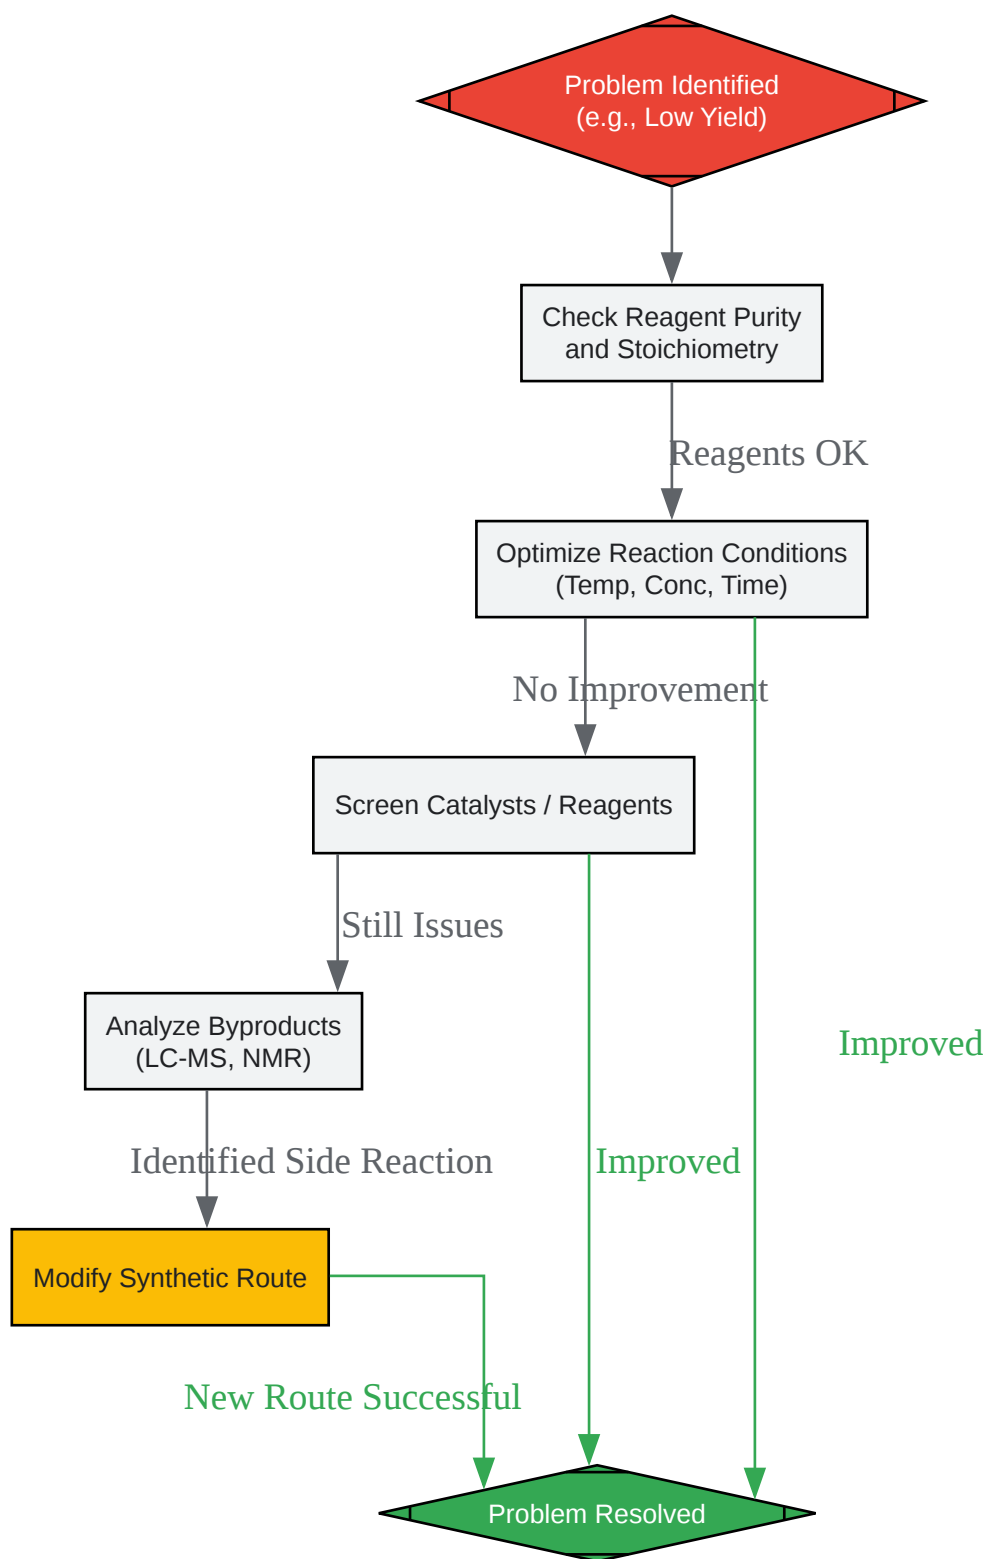 Problem Identified
(e.g., Low Yield)
Check Reagent Purity
and Stoichiometry
Reagents OK
Optimize Reaction Conditions
(Temp, Conc, Time)
No Improvement
Screen Catalysts / Reagents
Still Issues
Analyze Byproducts
(LC-MS, NMR)
Improved
Identified Side Reaction
Improved
Modify Synthetic Route
New Route Successful
Problem Resolved